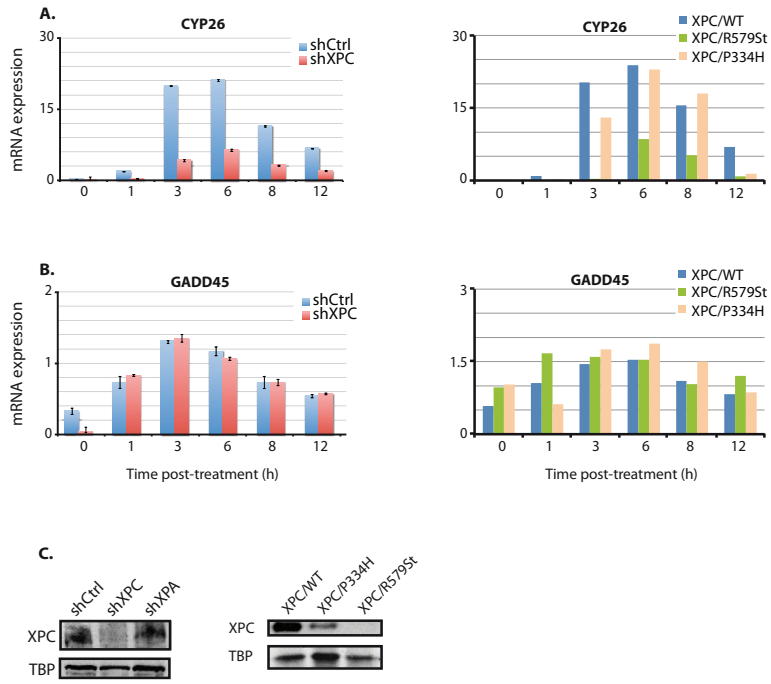 A.
CYP26
shCtrl
shXPC
mRNA expression
30
15
0
0 1 3 6 8 12
CYP26
XPC/WT
XPC/R579St
XPC/P334H
30
15
0
0 1 3 6 8 12
B.
GADD45
shCtrl
shXPC
mRNA expression
2
1
0
0 1 3 6 8 12
Time post-treatment (h)
GADD45
XPC/WT
XPC/R579St
XPC/P334H
3
1.5
0
0 1 3 6 8 12
Time post-treatment (h)
C.
shCtrl shXPC shXPA
XPC
TBP
XPC/WT XPC/P334H XPC/R579St
XPC
TBP